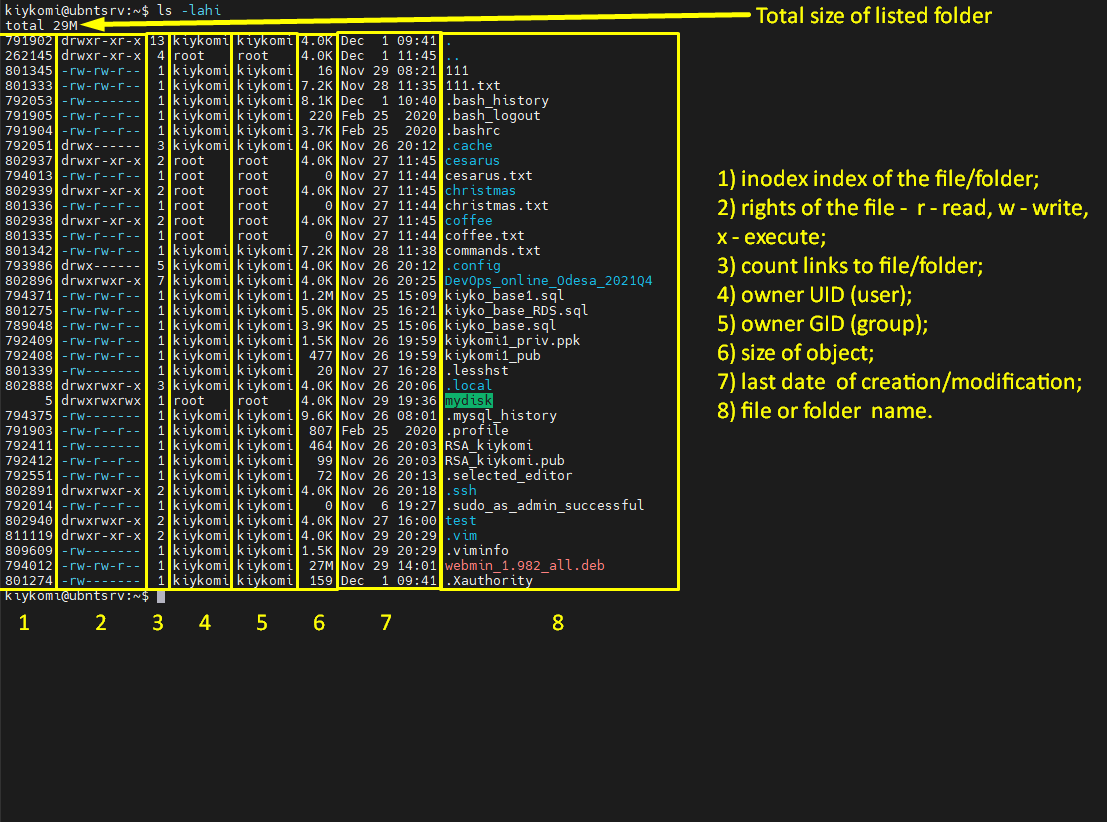 kiykomi@ubntsrv:~$ ls -lahi
total 29M
Total size of listed folder
791902 drwxr-xr-x 13 kiykomi kiykomi 4.0K Dec  1 09:41 .
262145 drwxr-xr-x  4 root    root    4.0K Dec  1 11:45 ..
801345 -rw-rw-r--  1 kiykomi kiykomi   16 Nov 29 08:21 111
801333 -rw-rw-r--  1 kiykomi kiykomi 7.2K Nov 28 11:35 111.txt
792053 -rw-------  1 kiykomi kiykomi 8.1K Dec  1 10:40 .bash_history
791905 -rw-r--r--  1 kiykomi kiykomi  220 Feb 25  2020 .bash_logout
791904 -rw-r--r--  1 kiykomi kiykomi 3.7K Feb 25  2020 .bashrc
792051 drwx------  3 kiykomi kiykomi 4.0K Nov 26 20:12 .cache
802937 drwxr-xr-x  2 root    root    4.0K Nov 27 11:45 cesarus
794013 -rw-r--r--  1 root    root       0 Nov 27 11:44 cesarus.txt
802939 drwxr-xr-x  2 root    root    4.0K Nov 27 11:45 christmas
801336 -rw-r--r--  1 root    root       0 Nov 27 11:44 christmas.txt
802938 drwxr-xr-x  2 root    root    4.0K Nov 27 11:45 coffee
801335 -rw-r--r--  1 root    root       0 Nov 27 11:44 coffee.txt
801342 -rw-rw-r--  1 kiykomi kiykomi 7.2K Nov 28 11:38 commands.txt
793986 drwx------  5 kiykomi kiykomi 4.0K Nov 26 20:12 .config
802896 drwxrwxr-x  7 kiykomi kiykomi 4.0K Nov 26 20:25 DevOps_online_Odesa_2021Q4
794371 -rw-rw-r--  1 kiykomi kiykomi 1.2M Nov 25 15:09 kiyko_base1.sql
801275 -rw-rw-r--  1 kiykomi kiykomi 5.0K Nov 25 16:21 kiyko_base_RDS.sql
789048 -rw-rw-r--  1 kiykomi kiykomi 3.9K Nov 25 15:06 kiyko_base.sql
792409 -rw-rw-r--  1 kiykomi kiykomi 1.5K Nov 26 19:59 kiykomi1_priv.ppk
792408 -rw-rw-r--  1 kiykomi kiykomi  477 Nov 26 19:59 kiykomi1_pub
801339 -rw-------  1 kiykomi kiykomi   20 Nov 27 16:28 .lesshst
802888 drwxrwxr-x  3 kiykomi kiykomi 4.0K Nov 26 20:06 .local
5 drwxrwxrwx  1 root    root    4.0K Nov 29 19:36 mydisk
794375 -rw-------  1 kiykomi kiykomi 9.6K Nov 26 08:01 .mysql_history
791903 -rw-r--r--  1 kiykomi kiykomi  807 Feb 25  2020 .profile
792411 -rw-------  1 kiykomi kiykomi  464 Nov 26 20:03 RSA_kiykomi
792412 -rw-r--r--  1 kiykomi kiykomi   99 Nov 26 20:03 RSA_kiykomi.pub
792551 -rw-rw-r--  1 kiykomi kiykomi   72 Nov 26 20:13 .selected_editor
802891 drwxrwxr-x  2 kiykomi kiykomi 4.0K Nov 26 20:18 .ssh
792014 -rw-r--r--  1 kiykomi kiykomi    0 Nov  6 19:27 .sudo_as_admin_successful
802940 drwxrwxr-x  2 kiykomi kiykomi 4.0K Nov 27 16:00 test
811119 drwxr-xr-x  2 kiykomi kiykomi 4.0K Nov 29 20:29 .vim
809609 -rw-------  1 kiykomi kiykomi 1.5K Nov 29 20:29 .viminfo
794012 -rw-rw-r--  1 kiykomi kiykomi  27M Nov 29 14:01 webmin_1.982_all.deb
801274 -rw-------  1 kiykomi kiykomi  159 Dec  1 09:41 .Xauthority
kiykomi@ubntsrv:~$
1 2 3 4 5 6 7 8
1) inodex index of the file/folder;
2) rights of the file - r - read, w - write,
x - execute;
3) count links to file/folder;
4) owner UID (user);
5) owner GID (group);
6) size of object;
7) last date  of creation/modification;
8) file or folder  name.